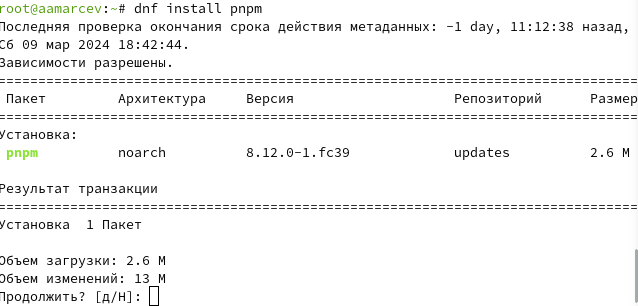 root@aamarcev:~# dnf install pnpm
Последняя проверка окончания срока действия метаданных: -1 day, 11:12:38 назад,
Сб 09 мар 2024 18:42:44.
Зависимости разрешены.
================================================================================
Пакет Архитектура Версия Репозиторий Размер
================================================================================
Установка:
pnpm noarch 8.12.0-1.fc39 updates 2.6 M
Результат транзакции
================================================================================
Установка 1 Пакет
Объем загрузки: 2.6 M
Объем изменений: 13 M
Продолжить? [д/Н]: